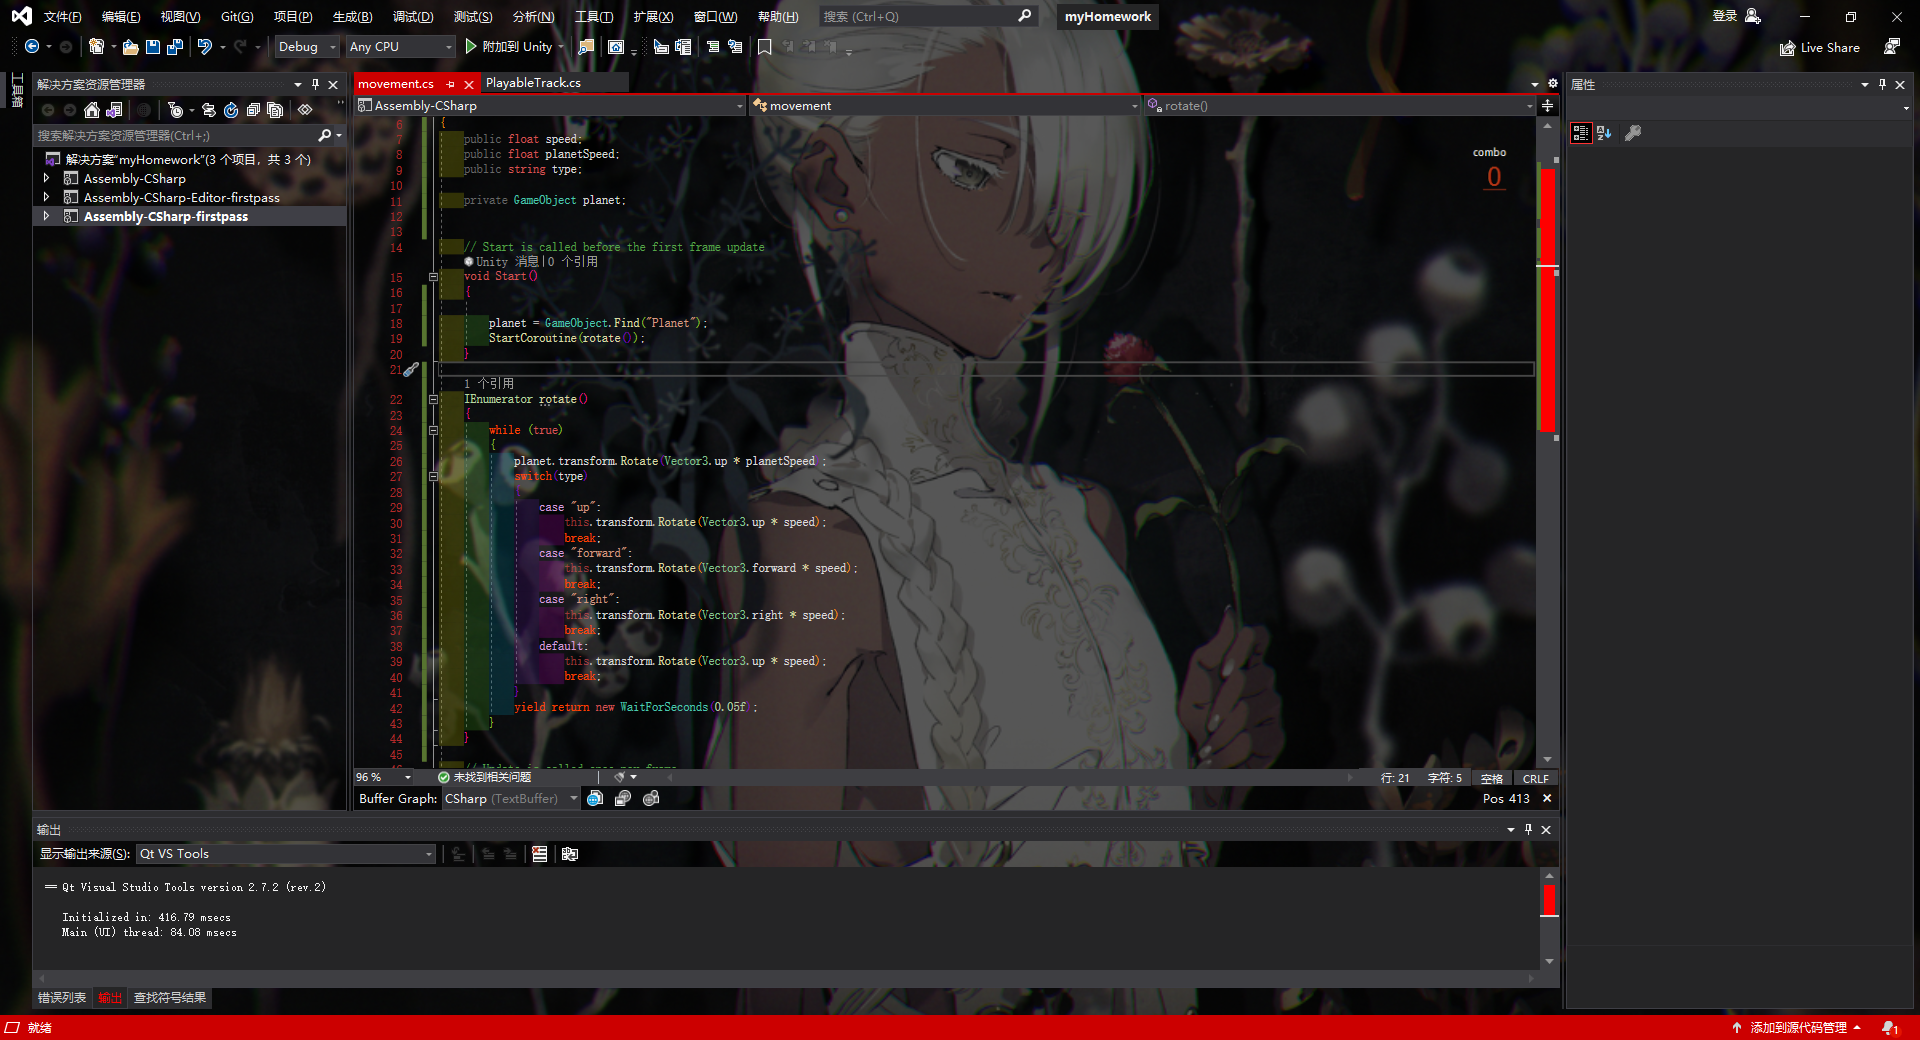 文件(F) 编辑(E) 视图(V) Git(G) 项目(P) 生成(B) 调试(D) 测试(S) 分析(N) 工具(T) 扩展(X) 窗口(W) 帮助(H) 搜索 (Ctrl+Q) myHomework 登录
Debug Any CPU 附加到 Unity Live Share
工具箱
解决方案资源管理器
搜索解决方案资源管理器(Ctrl+;)
解决方案"myHomework"(3 个项目，共 3 个)
Assembly-CSharp
Assembly-CSharp-Editor-firstpass
Assembly-CSharp-firstpass
movement.cs PlayableTrack.cs
Assembly-CSharp movement rotate()
combo
0
6 {
7 public float speed;
8 public float planetSpeed;
9 public string type;
10
11 private GameObject planet;
12
13
14 // Start is called before the first frame update
Unity 消息|0 个引用
15 void Start()
16 {
17
18 planet = GameObject.Find("Planet");
19 StartCoroutine(rotate());
20 }
21
1 个引用
22 IEnumerator rotate()
23 {
24 while (true)
25 {
26 planet.transform.Rotate(Vector3.up * planetSpeed ;
27 switch(type)
28
29 case "up":
30 this.transform.Rotate(Vector3.up * speed);
31 break;
32 case "forward":
33 this.transform.Rotate(Vector3.forward * speed);
34 break;
35 case "right":
36 this.transform.Rotate(Vector3.right * speed);
37 break;
38 default:
39 this.transform.Rotate(Vector3.up * speed);
40 break;
41 }
42 yield return new WaitForSeconds(0.05f);
43 }
44 }
45
96 % 未找到相关问题 行: 21 字符: 5 空格 CRLF
Buffer Graph: CSharp (TextBuffer) Pos 413
属性
输出
显示输出来源(S): Qt VS Tools
== Qt Visual Studio Tools version 2.7.2 (rev.2)
Initialized in: 416.79 msecs
Main (UI) thread: 84.08 msecs
错误列表 输出 查找符号结果
就绪 添加到源代码管理 1